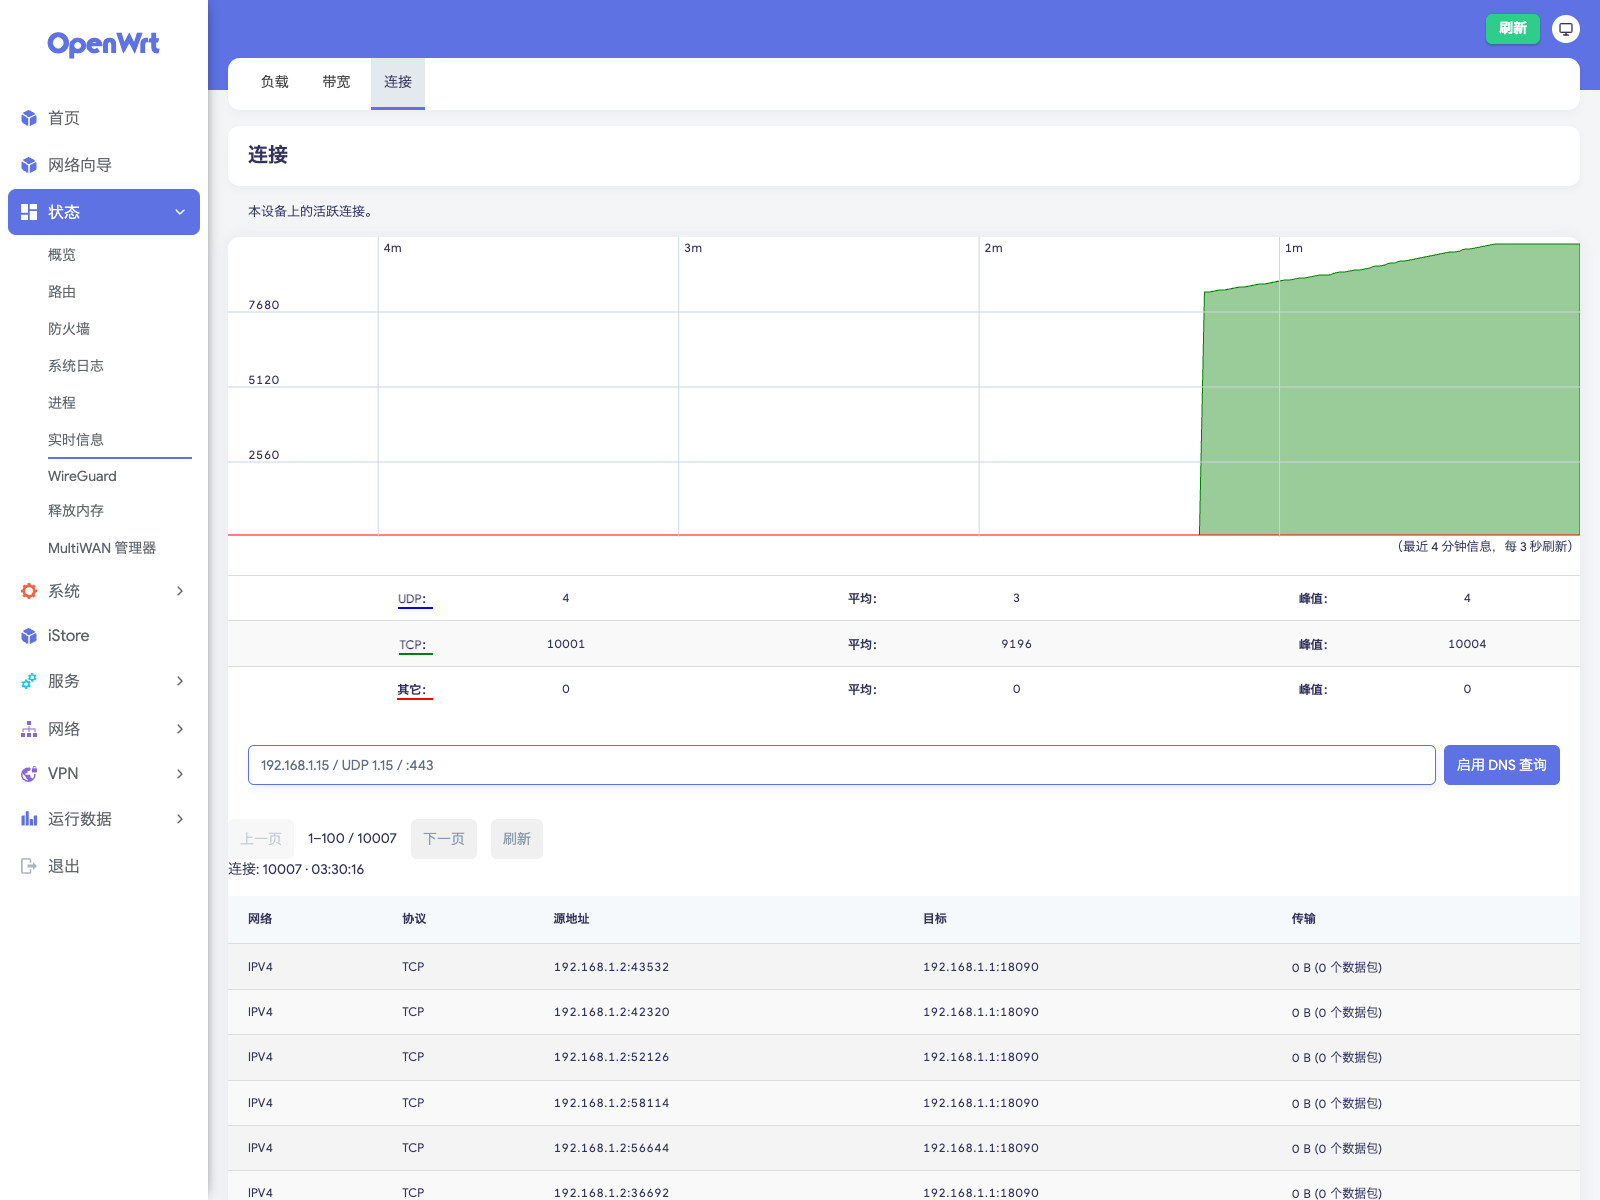 OpenWrt
首页
网络向导
状态
概览
路由
防火墙
系统日志
进程
实时信息
WireGuard
释放内存
MultiWAN 管理器
系统
iStore
服务
网络
VPN
运行数据
退出
刷新
负载 带宽 连接
连接
本设备上的活跃连接。
4m 3m 2m 1m
7680
5120
2560
（最近 4 分钟信息，每 3 秒刷新）
UDP： 4 平均： 3 峰值： 4
TCP： 10001 平均： 9196 峰值： 10004
其它： 0 平均： 0 峰值： 0
192.168.1.15 / UDP 1.15 / :443
启用 DNS 查询
上一页 1–100 / 10007 下一页 刷新
连接: 10007 · 03:30:16
网络 协议 源地址 目标 传输
IPV4 TCP 192.168.1.2:43532 192.168.1.1:18090 0 B (0 个数据包)
IPV4 TCP 192.168.1.2:42320 192.168.1.1:18090 0 B (0 个数据包)
IPV4 TCP 192.168.1.2:52126 192.168.1.1:18090 0 B (0 个数据包)
IPV4 TCP 192.168.1.2:58114 192.168.1.1:18090 0 B (0 个数据包)
IPV4 TCP 192.168.1.2:56644 192.168.1.1:18090 0 B (0 个数据包)
IPV4 TCP 192.168.1.2:36692 192.168.1.1:18090 0 B (0 个数据包)